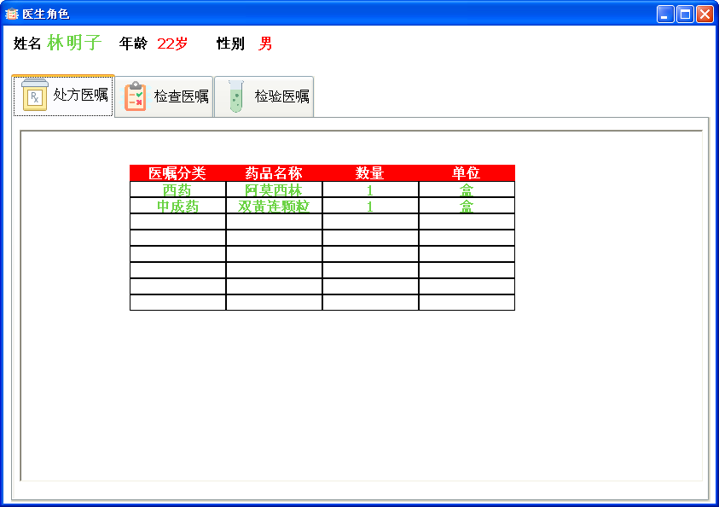 医生角色
姓名 林明子 年龄 22岁 性别 男
处方医嘱 检查医嘱 检验医嘱
医嘱分类 药品名称 数量 单位
西药 阿莫西林 1 盒
中成药 双黄连颗粒 1 盒